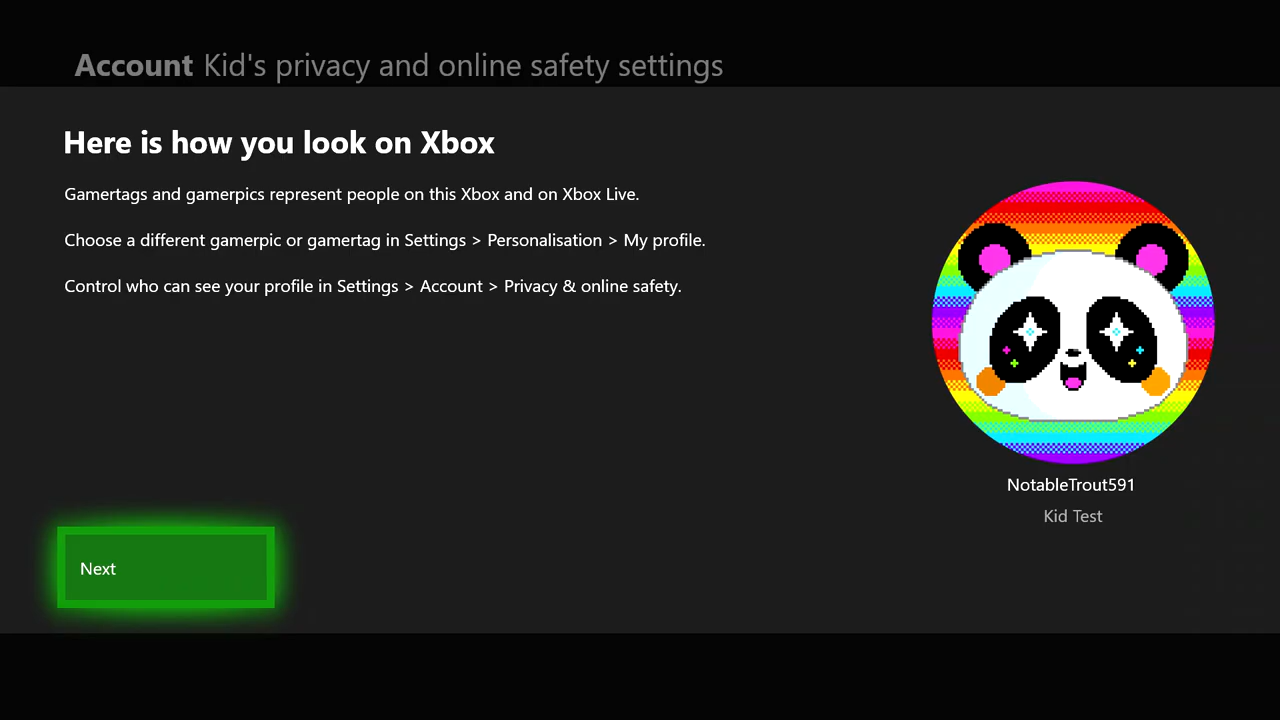 Account Kid's privacy and online safety settings
Here is how you look on Xbox
Gamertags and gamerpics represent people on this Xbox and on Xbox Live.
Choose a different gamerpic or gamertag in Settings > Personalisation > My profile.
Control who can see your profile in Settings > Account > Privacy & online safety.
NotableTrout591
Kid Test
Next